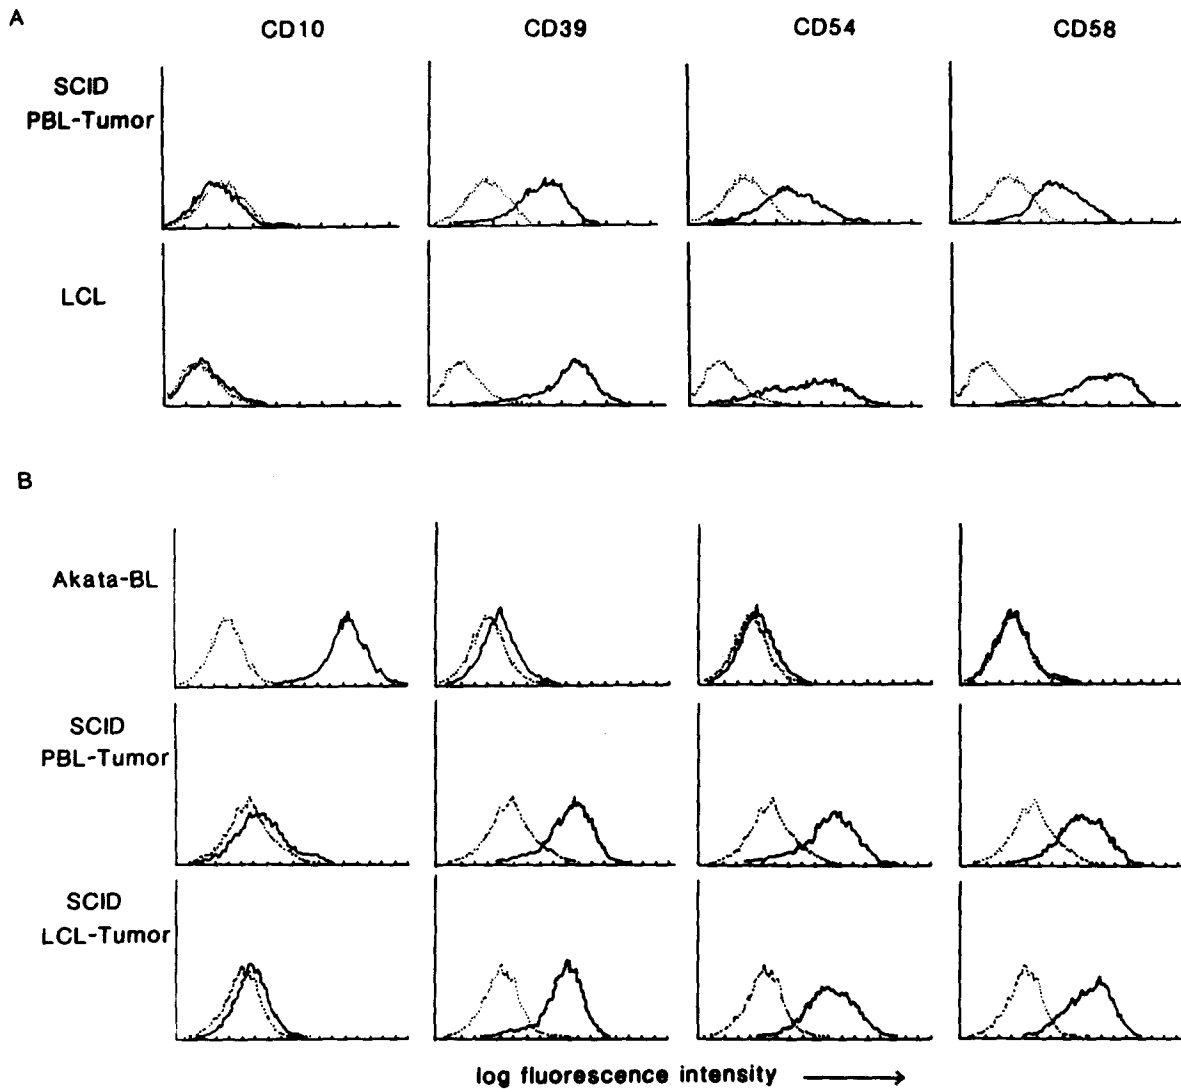 A
CD10 CD39 CD54 CD58
SCID
PBL-Tumor
LCL
B
Akata-BL
SCID
PBL-Tumor
SCID
LCL-Tumor
log fluorescence intensity